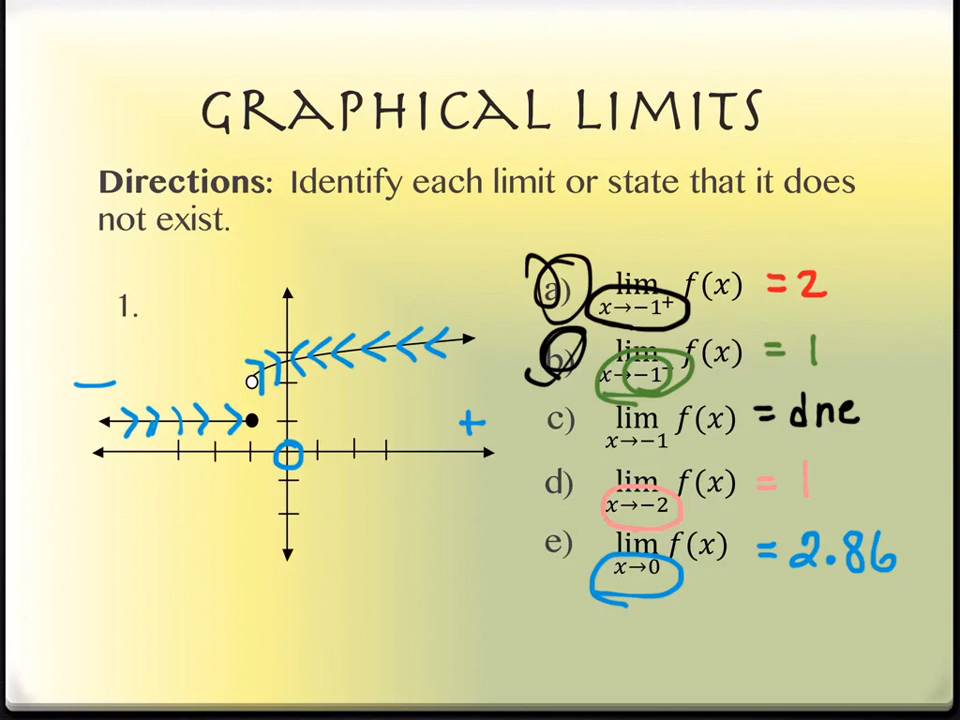 GRAPHICAL LIMITS
Directions: Identify each limit or state that it does
not exist.
1.
a) lim x→−1⁺ f(x) = 2
b) lim x→−1⁻ f(x) = 1
c) lim x→−1 f(x) = dne
d) lim x→−2 f(x) = 1
e) lim x→0 f(x) = 2.86
−
+